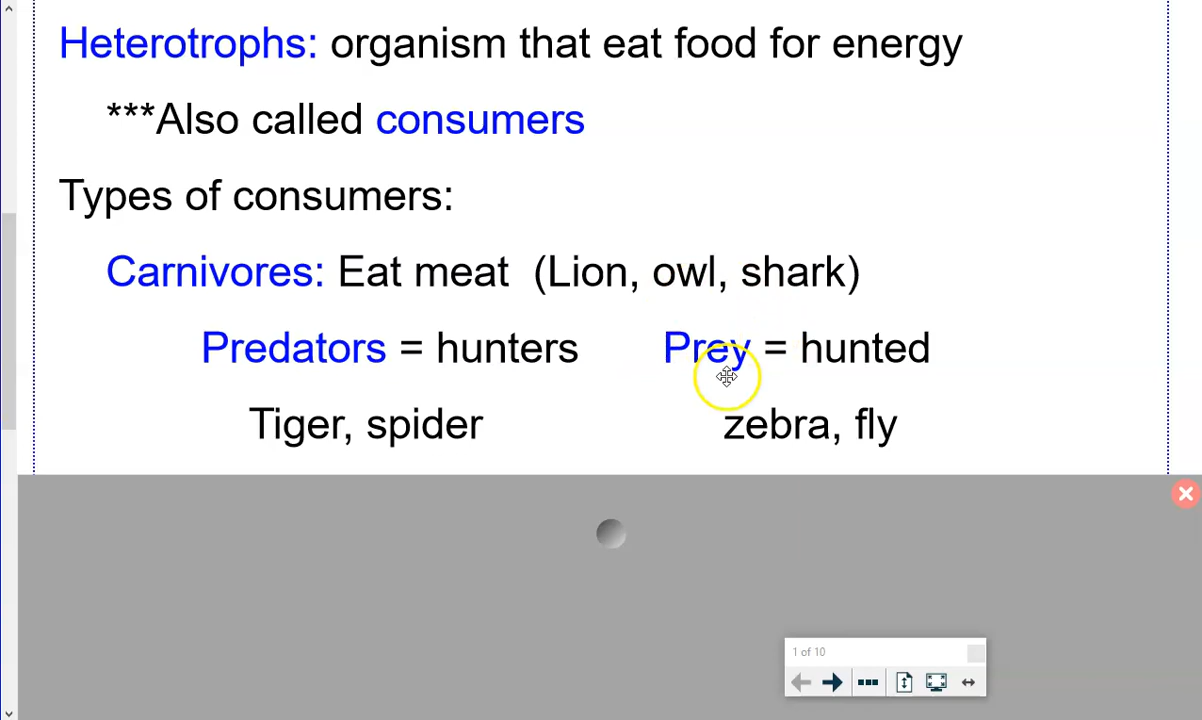 Heterotrophs: organism that eat food for energy
***Also called consumers
Types of consumers:
Carnivores: Eat meat (Lion, owl, shark)
Predators = hunters Prey = hunted
Tiger, spider zebra, fly
1 of 10